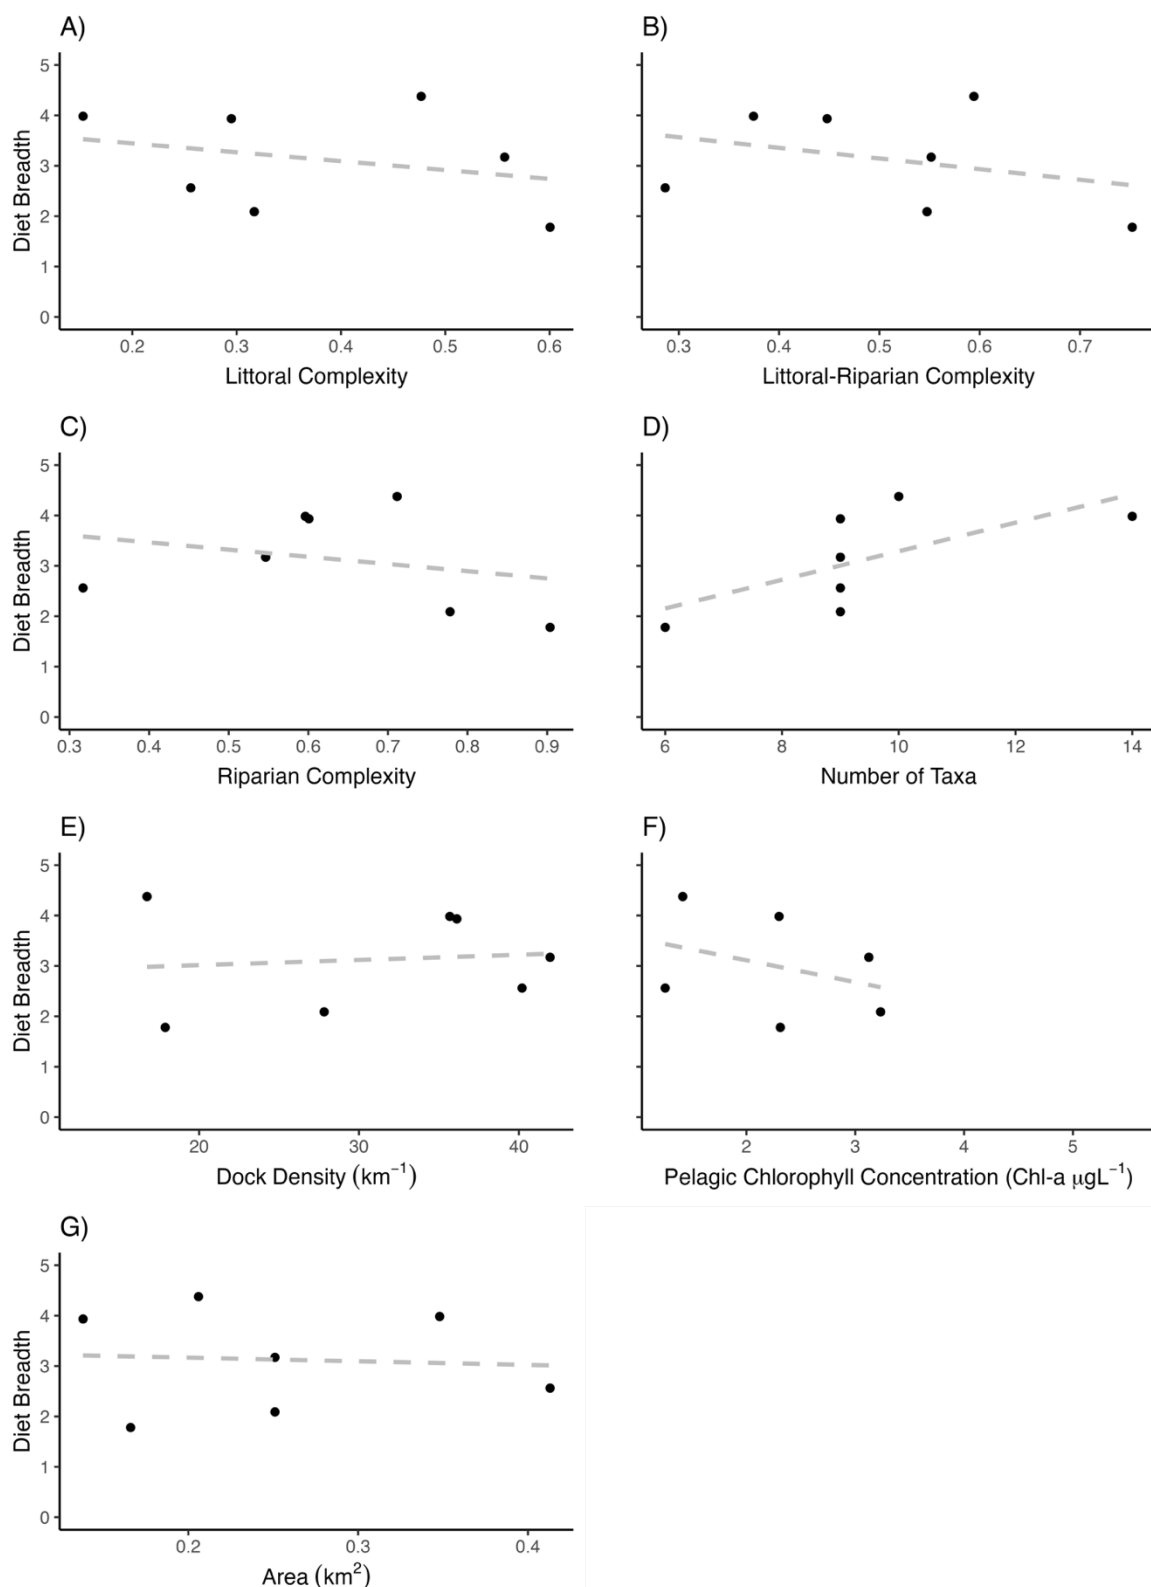 A)
5
4
3
2
1
0
Diet Breadth
0.2 0.3 0.4 0.5 0.6
Littoral Complexity
B)
0.3 0.4 0.5 0.6 0.7
Littoral-Riparian Complexity
C)
5
4
3
2
1
0
Diet Breadth
0.3 0.4 0.5 0.6 0.7 0.8 0.9
Riparian Complexity
D)
6 8 10 12 14
Number of Taxa
E)
5
4
3
2
1
0
Diet Breadth
20 30 40
Dock Density (km⁻¹)
F)
2 3 4 5
Pelagic Chlorophyll Concentration (Chl-a μgL⁻¹)
G)
5
4
3
2
1
0
Diet Breadth
0.2 0.3 0.4
Area (km²)